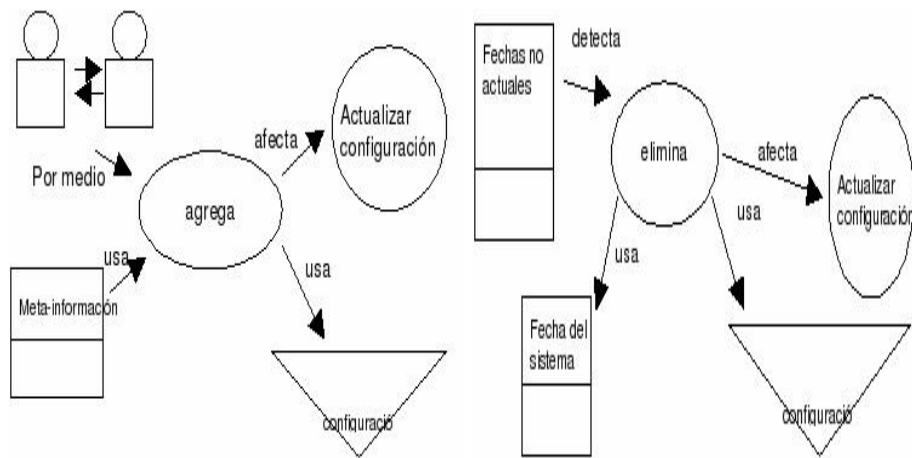 Por medio
agrega
afecta
Actualizar
configuración
usa
Meta-información
usa
configuració
Fechas no
actuales
detecta
elimina
afecta
Actualizar
configuración
usa
usa
Fecha del
sistema
configuració